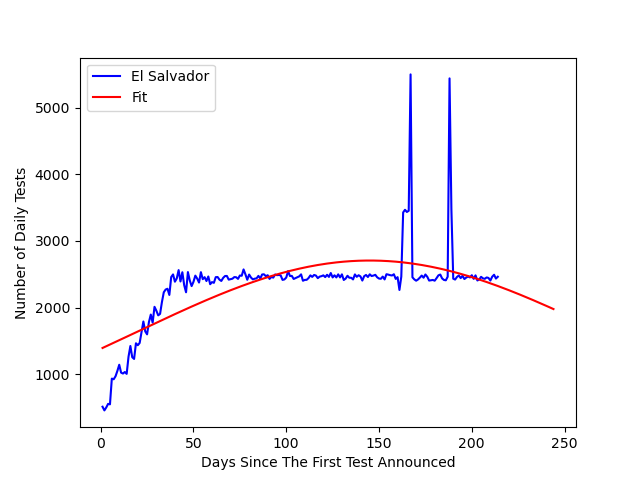 El Salvador
Fit
Number of Daily Tests
5000
4000
3000
2000
1000
0
50
100
150
200
250
Days Since The First Test Announced